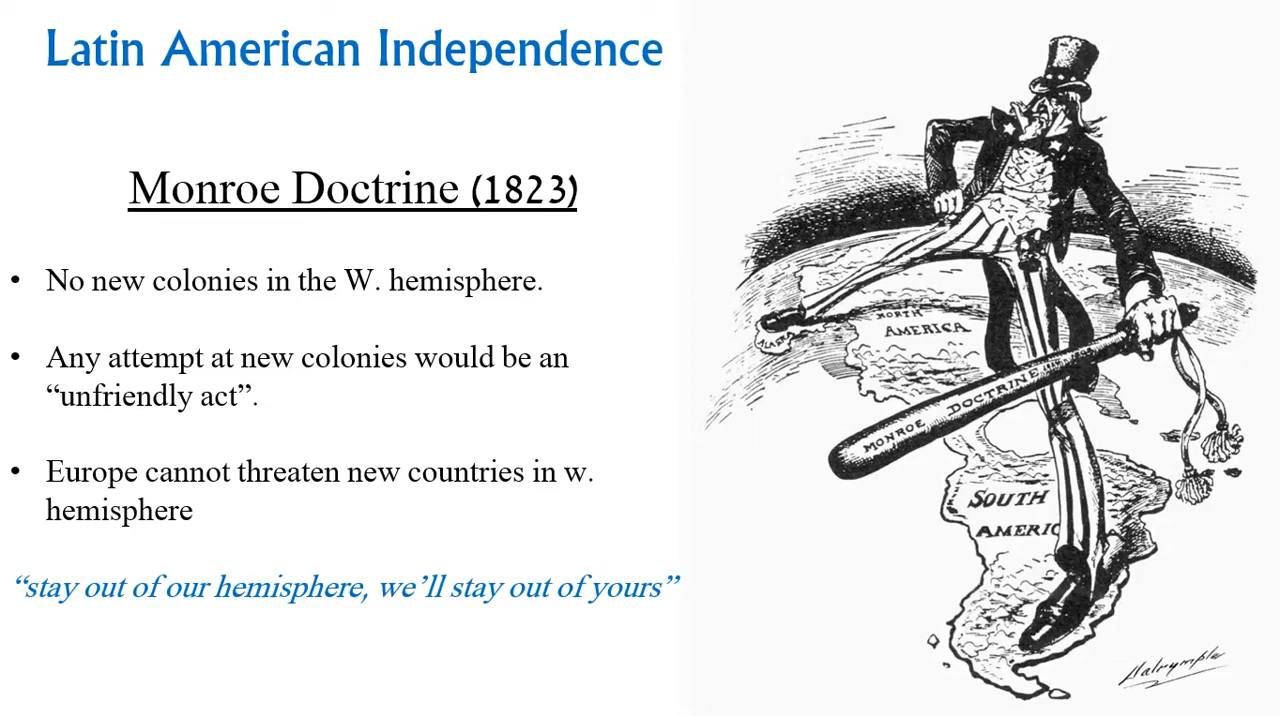 Latin American Independence
Monroe Doctrine (1823)
• No new colonies in the W. hemisphere.
• Any attempt at new colonies would be an
“unfriendly act”.
• Europe cannot threaten new countries in w.
hemisphere
“stay out of our hemisphere, we’ll stay out of yours”
ALASKA
NORTH
AMERICA
MONROE DOCTRINE
SOUTH
AMERIC
Dalrymple